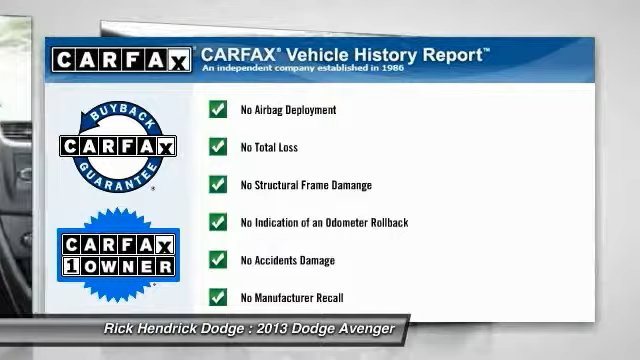 CARFAX
CARFAX® Vehicle History Report™
An independent company established in 1986
BUYBACK
CARFAX
GUARANTEE
®
CARFAX
1 OWNER
No Airbag Deployment
No Total Loss
No Structural Frame Damange
No Indication of an Odometer Rollback
No Accidents Damage
No Manufacturer Recall
Rick Hendrick Dodge : 2013 Dodge Avenger